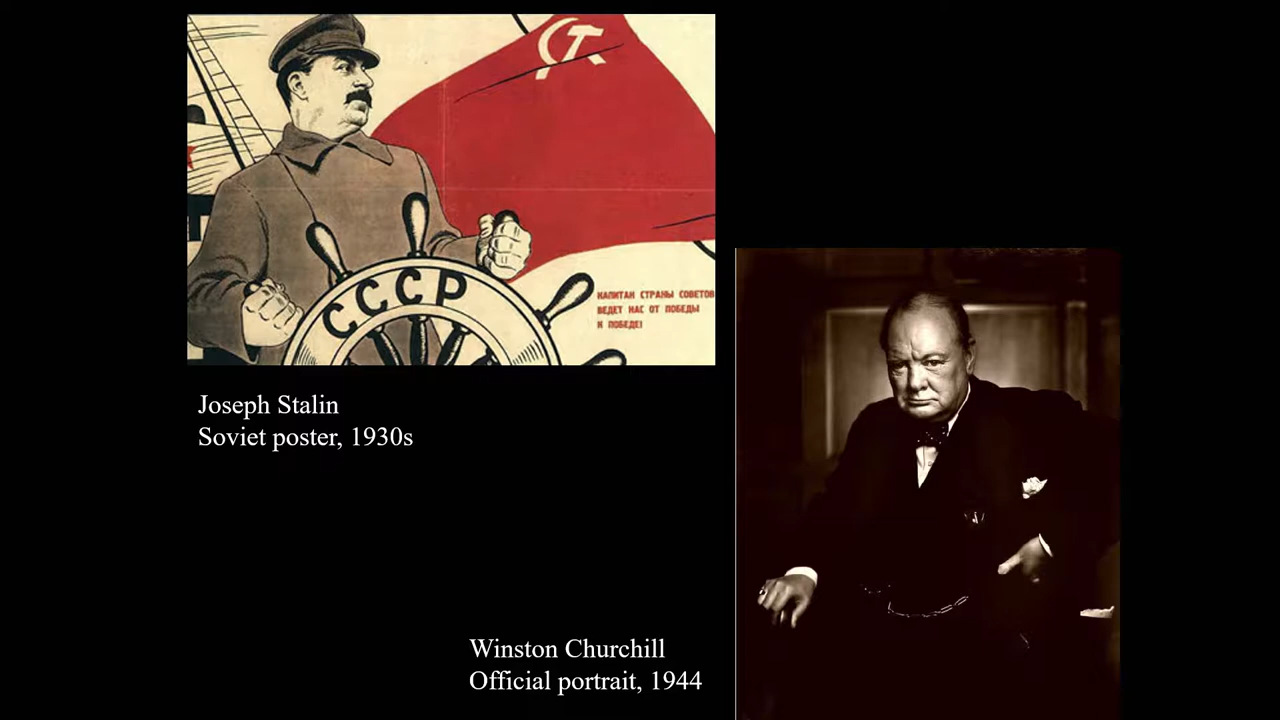 СССР
КАПИТАН СТРАНЫ СОВЕТОВ
ВЕДЕТ НАС ОТ ПОБЕДЫ
К ПОБЕДЕ!
Joseph Stalin
Soviet poster, 1930s
Winston Churchill
Official portrait, 1944